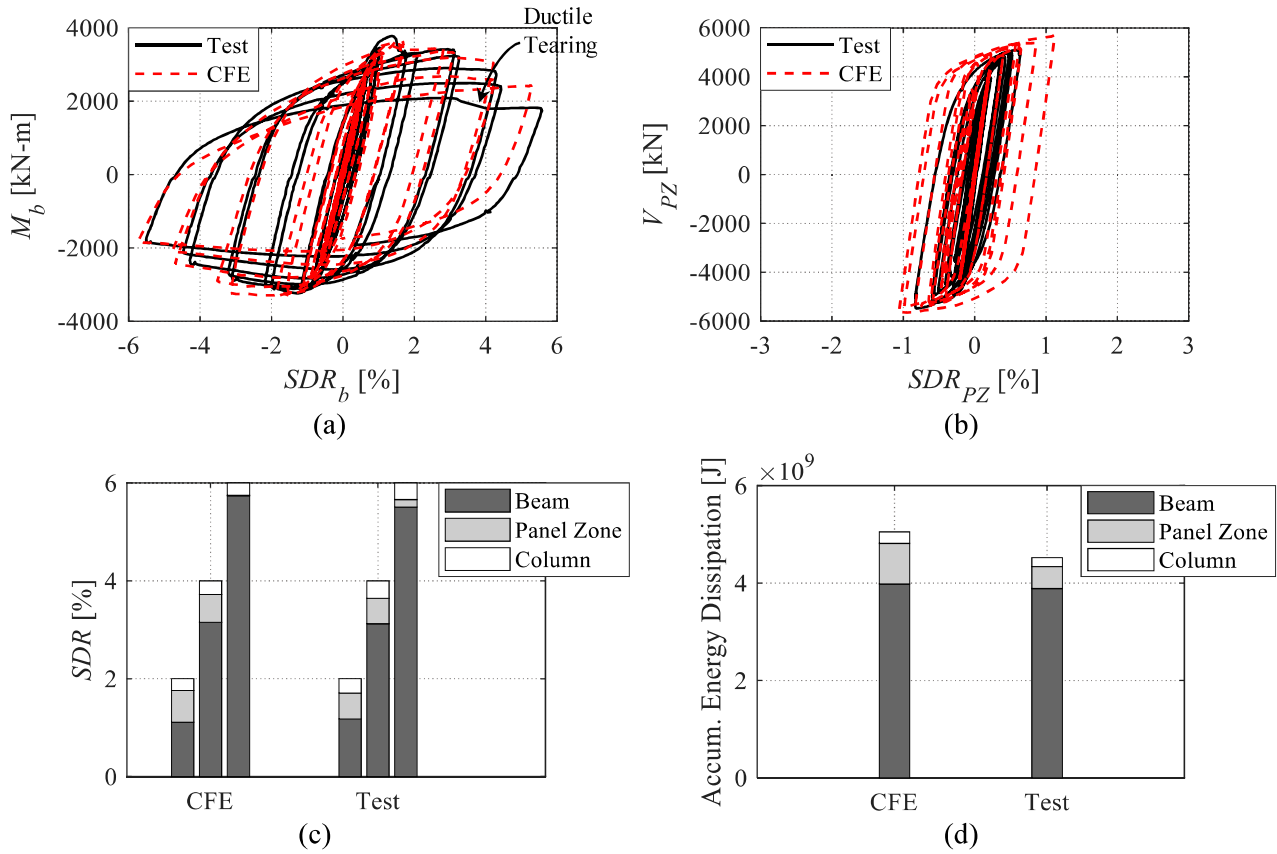 Ductile
Tearing
Test
CFE
4000
2000
0
-2000
-4000
M_b [kN-m]
-6
-4
-2
0
2
4
6
SDR_b [%]
(a)
Test
CFE
6000
4000
2000
0
-2000
-4000
-6000
V_PZ [kN]
-3
-2
-1
0
1
2
3
SDR_PZ [%]
(b)
6
4
2
0
SDR [%]
Beam
Panel Zone
Column
CFE
Test
(c)
×10^9
6
4
2
0
Accum. Energy Dissipation [J]
Beam
Panel Zone
Column
CFE
Test
(d)